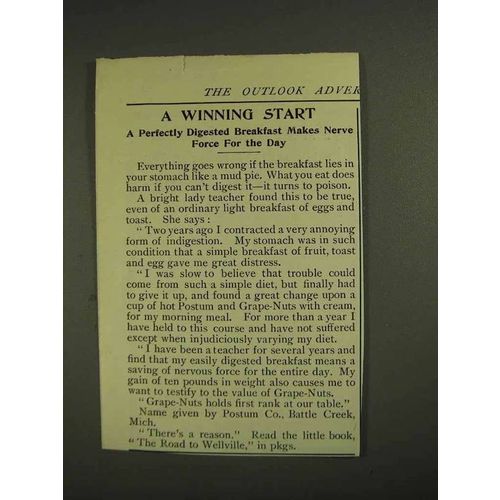 THE OUTLOOK ADVER
A WINNING START
A Perfectly Digested Breakfast Makes Nerve
Force For the Day
Everything goes wrong if the breakfast lies in
your stomach like a mud pie. What you eat does
harm if you can't digest it—it turns to poison.
A bright lady teacher found this to be true,
even of an ordinary light breakfast of eggs and
toast. She says:
"Two years ago I contracted a very annoying
form of indigestion. My stomach was in such
condition that a simple breakfast of fruit, toast
and egg gave me great distress.
"I was slow to believe that trouble could
come from such a simple diet, but finally had
to give it up, and found a great change upon a
cup of hot Postum and Grape-Nuts with cream,
for my morning meal. For more than a year I
have held to this course and have not suffered
except when injudiciously varying my diet.
"I have been a teacher for several years and
find that my easily digested breakfast means a
saving of nervous force for the entire day. My
gain of ten pounds in weight also causes me to
want to testify to the value of Grape-Nuts.
"Grape-Nuts holds first rank at our table."
Name given by Postum Co., Battle Creek,
Mich.
"There's a reason." Read the little book,
"The Road to Wellville," in pkgs.